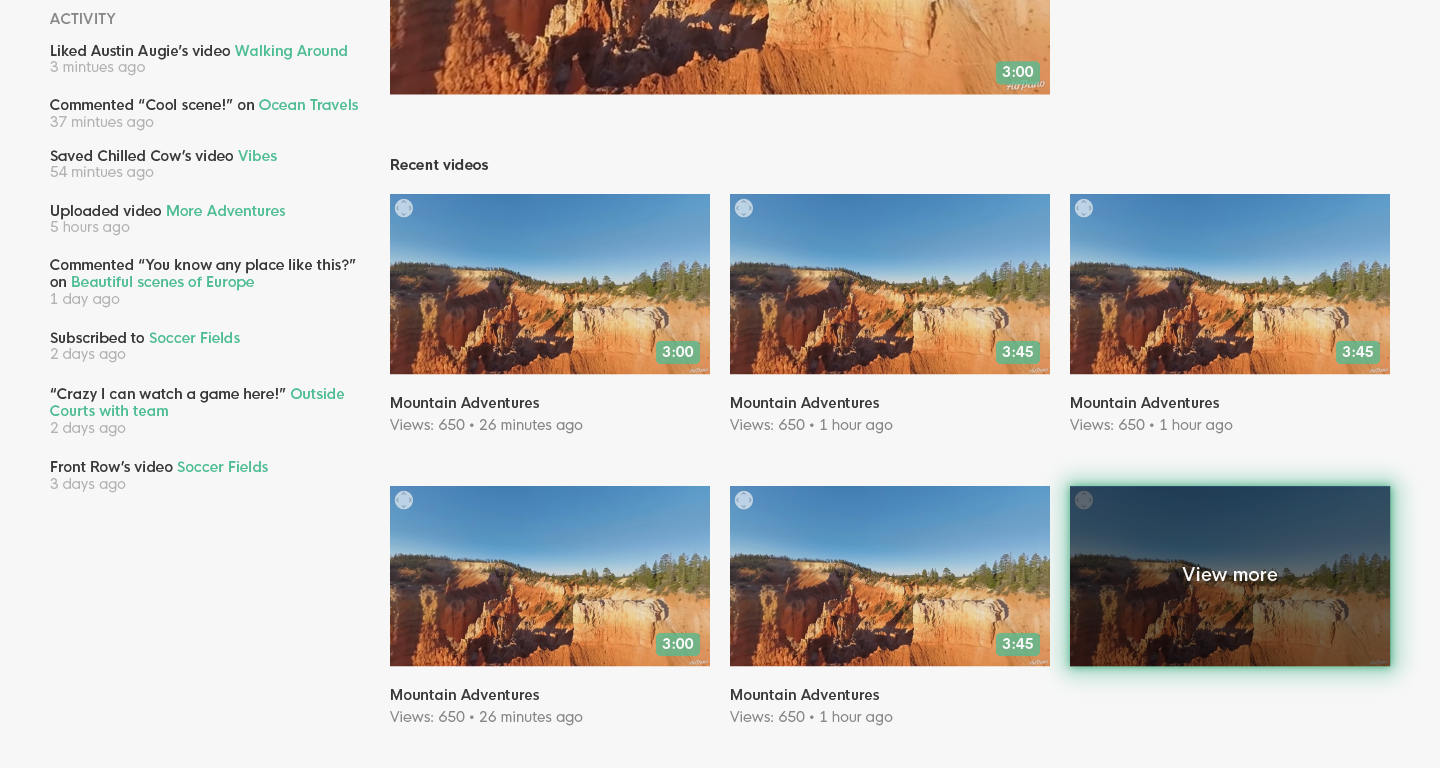 ACTIVITY
Liked Austin Augie’s video Walking Around
3 mintues ago
Commented “Cool scene!” on Ocean Travels
37 mintues ago
Saved Chilled Cow’s video Vibes
54 mintues ago
Uploaded video More Adventures
5 hours ago
Commented “You know any place like this?”
on Beautiful scenes of Europe
1 day ago
Subscribed to Soccer Fields
2 days ago
“Crazy I can watch a game here!” Outside
Courts with team
2 days ago
Front Row’s video Soccer Fields
3 days ago
3:00
AirPano
Recent videos
3:00
3:45
3:45
Mountain Adventures
Views: 650 • 26 minutes ago
Mountain Adventures
Views: 650 • 1 hour ago
Mountain Adventures
Views: 650 • 1 hour ago
3:00
3:45
View more
Mountain Adventures
Views: 650 • 26 minutes ago
Mountain Adventures
Views: 650 • 1 hour ago